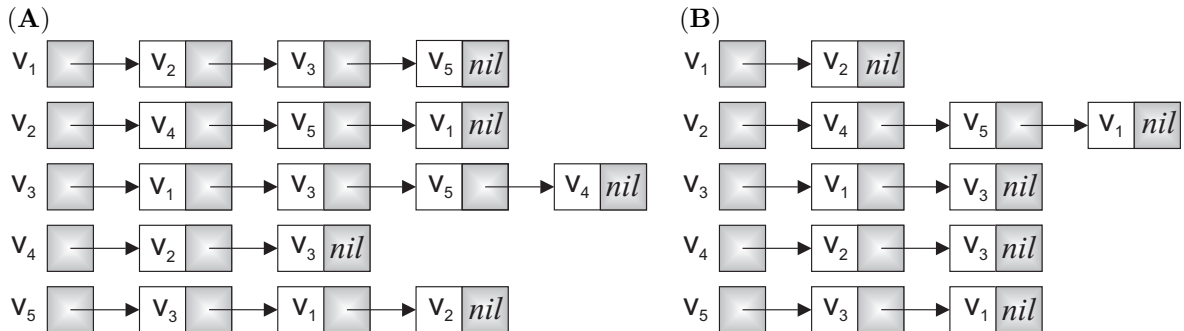 (A)
v1 v2 v3 v5 nil
v2 v4 v5 v1 nil
v3 v1 v3 v5 v4 nil
v4 v2 v3 nil
v5 v3 v1 v2 nil
(B)
v1 v2 nil
v2 v4 v5 v1 nil
v3 v1 v3 nil
v4 v2 v3 nil
v5 v3 v1 nil